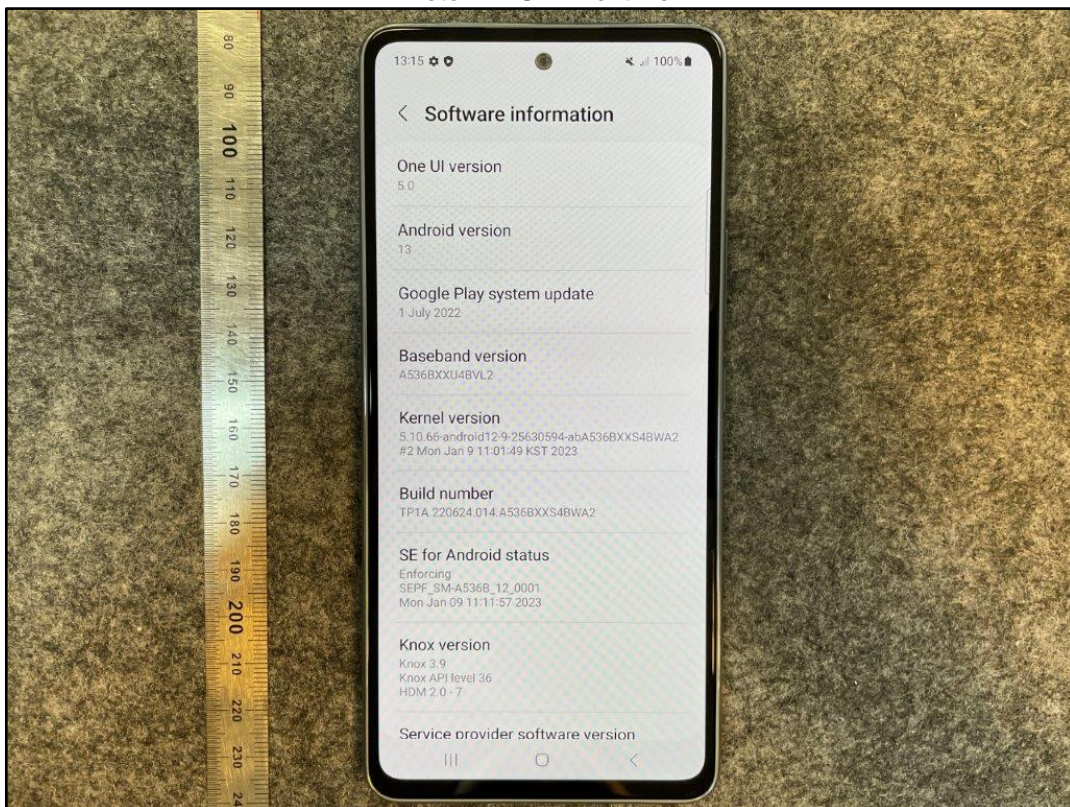 13:15
100%
Software information
One UI version
5.0
Android version
13
Google Play system update
1 July 2022
Baseband version
A536BXXU4BVL2
Kernel version
5.10.66-android12-9-25630594-abA536BXXS4BWA2
#2 Mon Jan 9 11:01:49 KST 2023
Build number
TP1A.220624.014.A536BXXS4BWA2
SE for Android status
Enforcing
SEPF_SM-A536B_12_0001
Mon Jan 09 11:11:57 2023
Knox version
Knox 3.9
Knox API level 36
HDM 2.0 - 7
Service provider software version
80
90
100
110
120
130
140
150
160
170
180
190
200
210
220
230